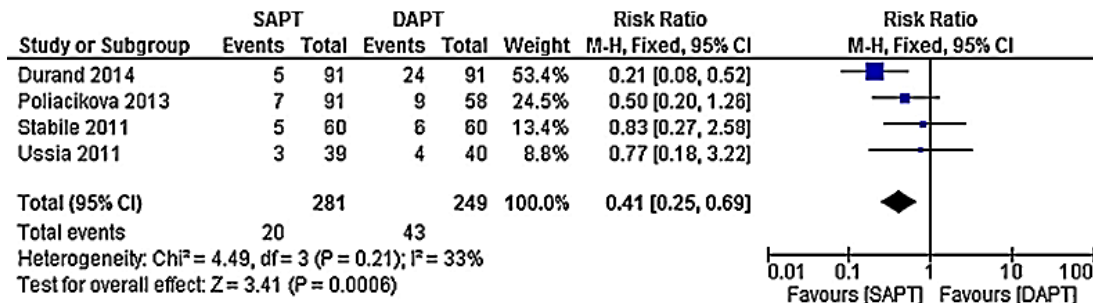 SAPT DAPT Risk Ratio Risk Ratio
Study or Subgroup Events Total Events Total Weight M-H, Fixed, 95% CI M-H, Fixed, 95% CI
Durand 2014 5 91 24 91 53.4% 0.21 [0.08, 0.52]
Poliacikova 2013 7 91 9 58 24.5% 0.50 [0.20, 1.26]
Stabile 2011 5 60 6 60 13.4% 0.83 [0.27, 2.58]
Ussia 2011 3 39 4 40 8.8% 0.77 [0.18, 3.22]
Total (95% CI) 281 249 100.0% 0.41 [0.25, 0.69]
Total events 20 43
Heterogeneity: Chi² = 4.49, df = 3 (P = 0.21); I² = 33%
Test for overall effect: Z = 3.41 (P = 0.0006)
0.01 0.1 1 10 100
Favours [SAPT] Favours [DAPT]